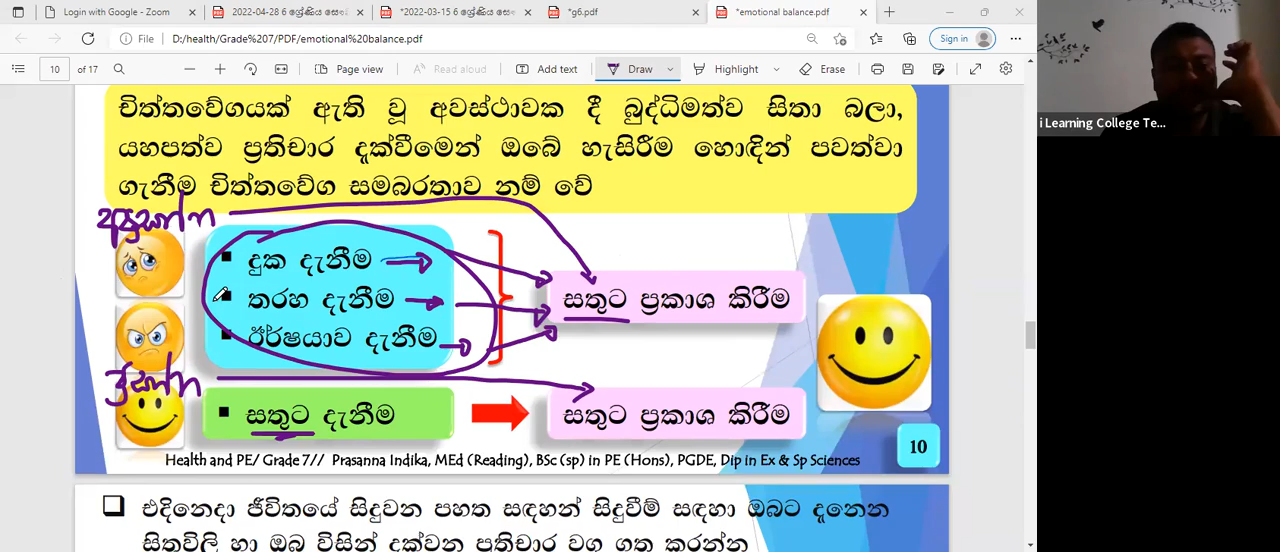 Login with Google - Zoom
2022-04-28 6 ශ්‍රේණිය සෞ
*2022-03-15 6 ශ්‍රේණිය සෞ
*g6.pdf
*emotional balance.pdf
File D:/health/Grade%207/PDF/emotional%20balance.pdf
Sign in
10 of 17
Page view
Read aloud
Add text
Draw
Highlight
Erase
i Learning College Te...
චිත්තවේගයක් ඇති වූ අවස්ථාවක දී බුද්ධිමත්ව සිතා බලා,
යහපත්ව ප්‍රතිචාර දැක්වීමෙන් ඔබේ හැසිරීම හොඳින් පවත්වා
ගැනීම චිත්තවේග සමබරතාව නම් වේ
අප්‍රසන්න
දුක දැනීම
තරහ දැනීම
ඊර්ෂයාව දැනීම
සතුට ප්‍රකාශ කිරීම
ප්‍රසන්න
සතුට දැනීම
සතුට ප්‍රකාශ කිරීම
10
Health and PE/ Grade 7// Prasanna Indika, MEd (Reading), BSc (sp) in PE (Hons), PGDE, Dip in Ex & Sp Sciences
එදිනෙදා ජීවිතයේ සිදුවන පහත සඳහන් සිදුවීම් සඳහා ඔබට දැනෙන
සිතුවිලි හා ඔබ විසින් දක්වන ප්‍රතිචාර වග ගත කරන්න